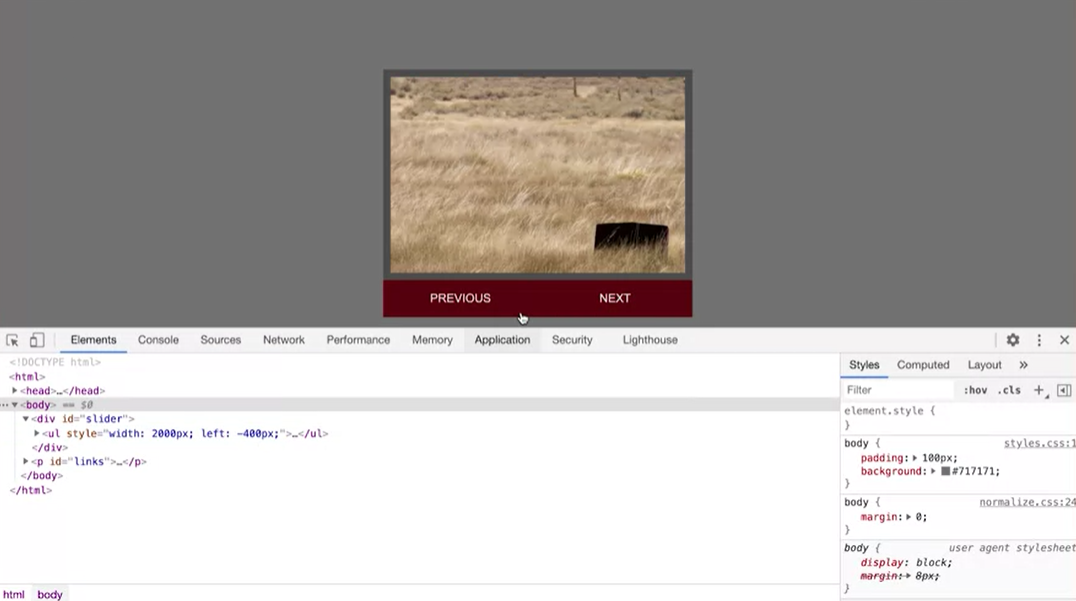 PREVIOUS NEXT
Elements Console Sources Network Performance Memory Application Security Lighthouse
<!DOCTYPE html>
<html>
▶<head>…</head>
…▼<body> == $0
▼<div id="slider">
▶<ul style="width: 2000px; left: -400px;">…</ul>
</div>
▶<p id="links">…</p>
</body>
</html>
html body
Styles Computed Layout »
Filter :hov .cls +
element.style {
}
body { styles.css:1
padding:▶ 100px;
background:▶ #717171;
}
body { normalize.css:24
margin:▶ 0;
}
body { user agent stylesheet
display: block;
margin:▶ 8px;
}